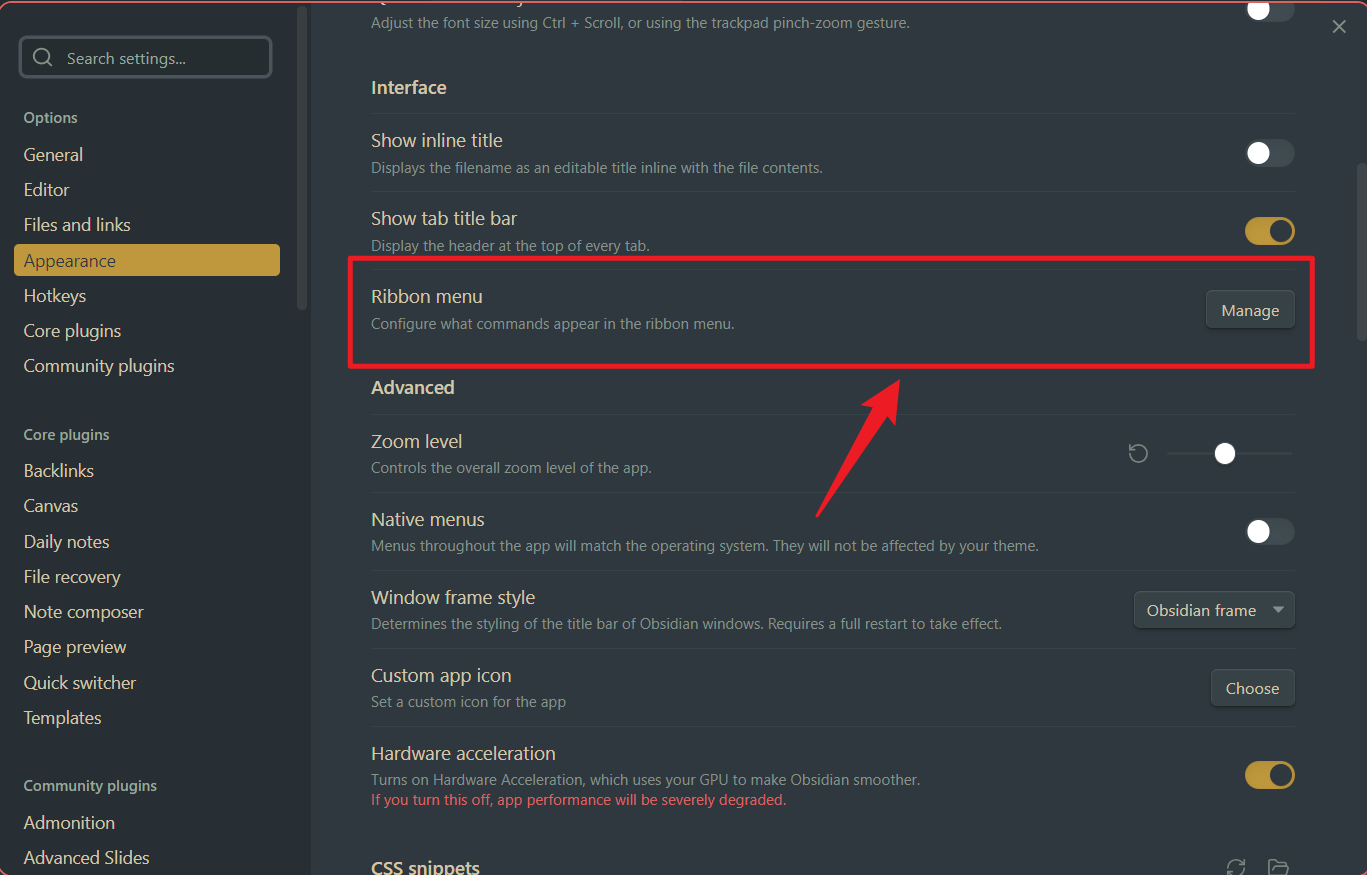 Search settings...
Options
General
Editor
Files and links
Appearance
Hotkeys
Core plugins
Community plugins
Core plugins
Backlinks
Canvas
Daily notes
File recovery
Note composer
Page preview
Quick switcher
Templates
Community plugins
Admonition
Advanced Slides
Adjust the font size using Ctrl + Scroll, or using the trackpad pinch-zoom gesture.
Interface
Show inline title
Displays the filename as an editable title inline with the file contents.
Show tab title bar
Display the header at the top of every tab.
Ribbon menu
Configure what commands appear in the ribbon menu.
Manage
Advanced
Zoom level
Controls the overall zoom level of the app.
Native menus
Menus throughout the app will match the operating system. They will not be affected by your theme.
Window frame style
Determines the styling of the title bar of Obsidian windows. Requires a full restart to take effect.
Obsidian frame
Custom app icon
Set a custom icon for the app
Choose
Hardware acceleration
Turns on Hardware Acceleration, which uses your GPU to make Obsidian smoother.
If you turn this off, app performance will be severely degraded.
CSS snippets